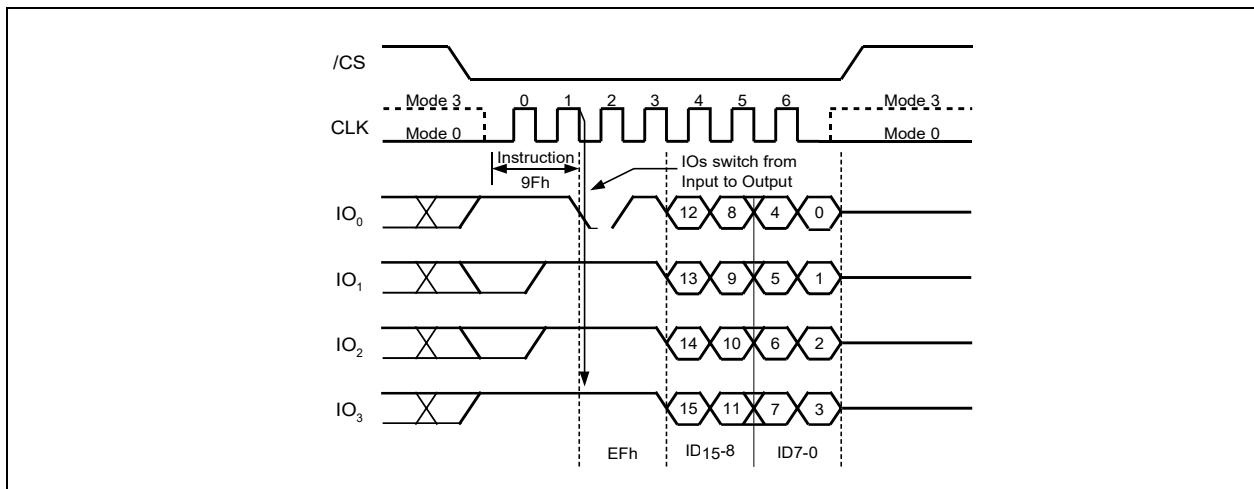 /CS
Mode 3 0 1 2 3 4 5 6 Mode 3
CLK Mode 0 Mode 0
Instruction IOs switch from
9Fh Input to Output
IO0 12 8 4 0
IO1 13 9 5 1
IO2 14 10 6 2
IO3 15 11 7 3
EFh ID15-8 ID7-0